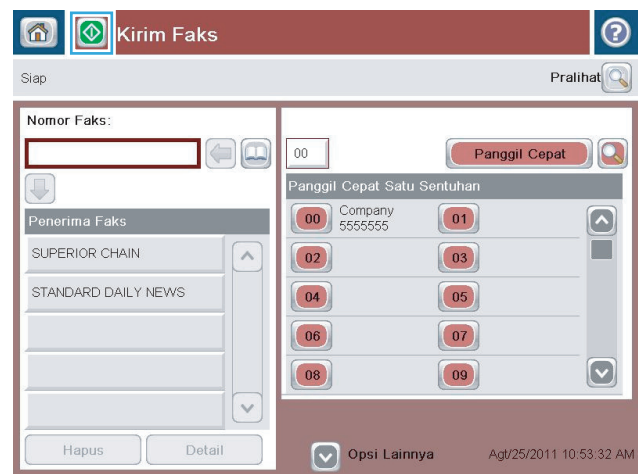 Kirim Faks
?
Siap
Pralihat
Nomor Faks:
00
Panggil Cepat
Panggil Cepat Satu Sentuhan
Penerima Faks
SUPERIOR CHAIN
STANDARD DAILY NEWS
00 Company 01
5555555
02 03
04 05
06 07
08 09
Hapus Detail
Opsi Lainnya
Agt/25/2011 10:53:32 AM